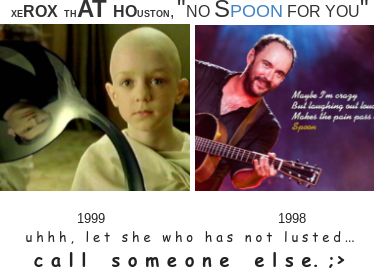 xeROX thAT HOuston, "NO SPOON FOR YOU"
Maybe I'm crazy
But laughing out loud
Makes the pain pass
Spoon
1999
1998
uhhh, let she who has not lusted...
call someone else. ;>